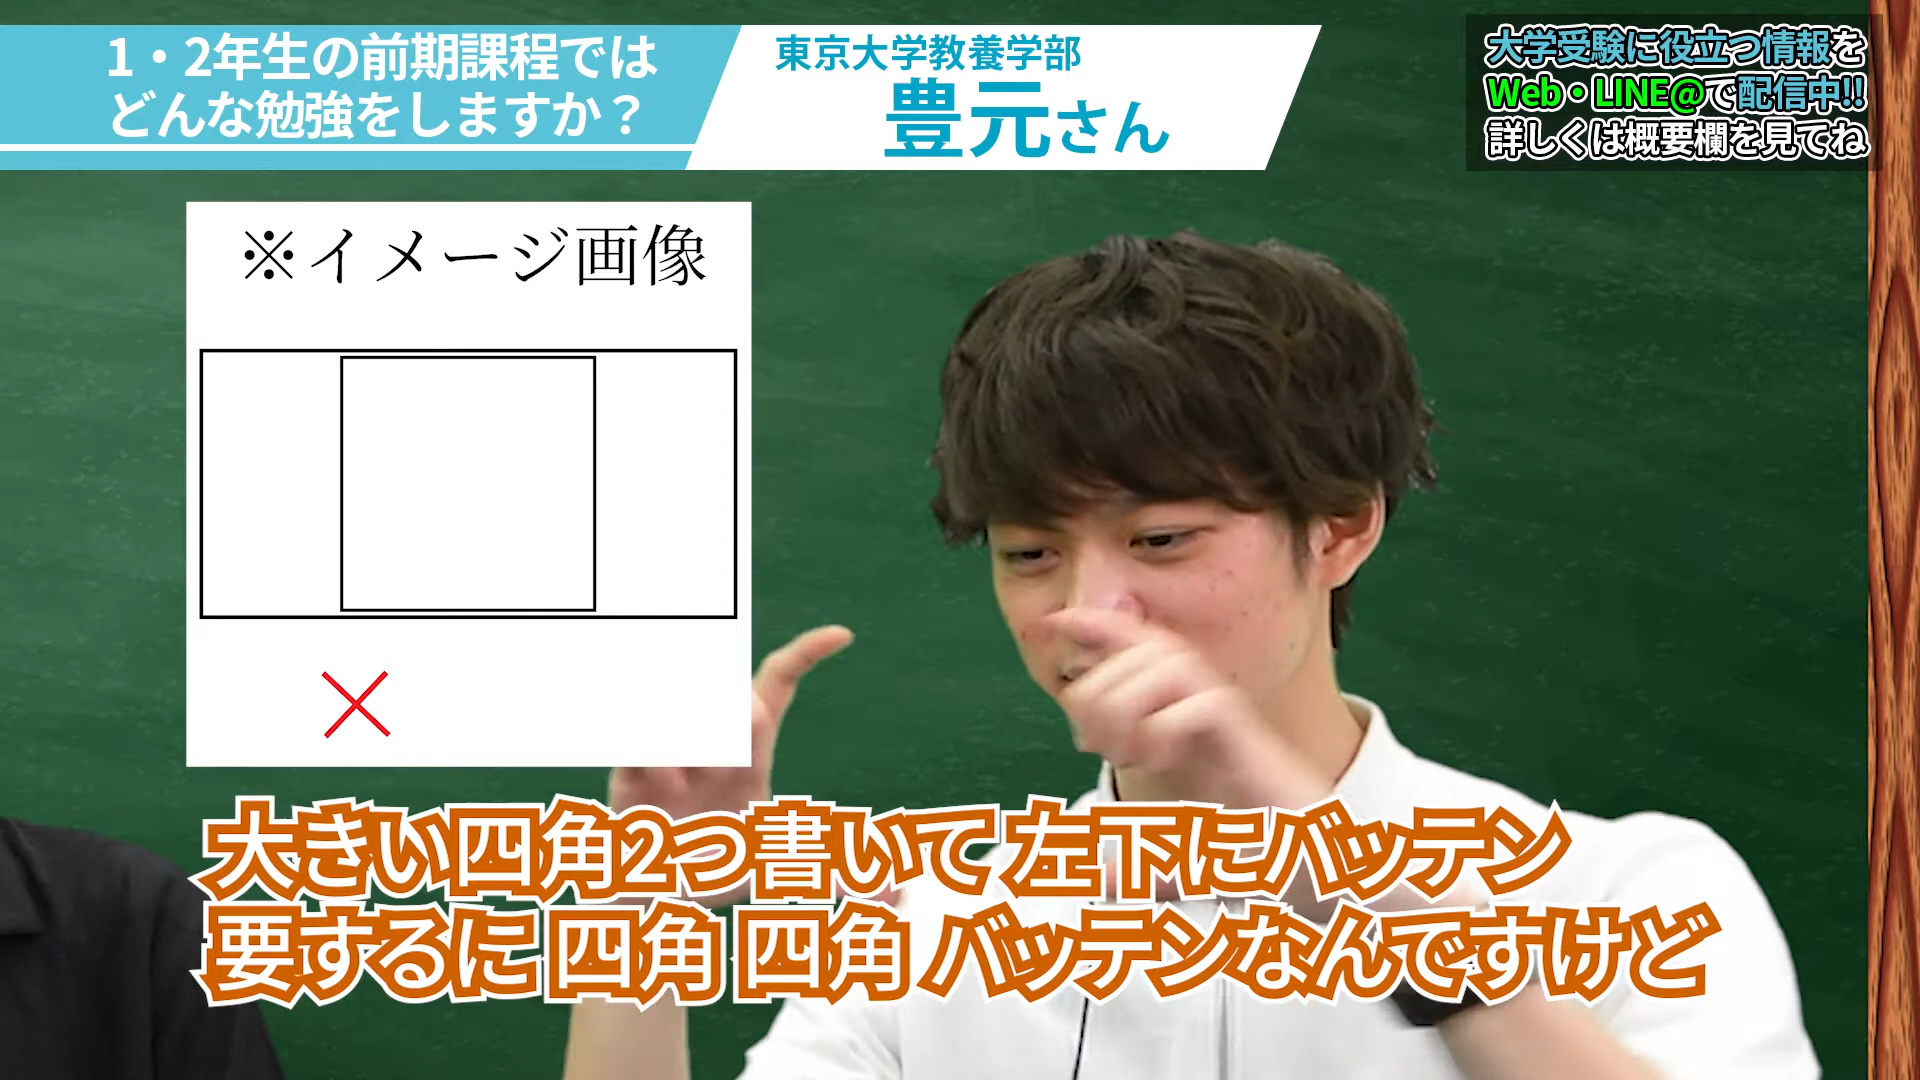 1・2年生の前期課程では
どんな勉強をしますか？
東京大学教養学部
豊元さん
大学受験に役立つ情報を
Web・LINE@で配信中!!
詳しくは概要欄を見てね
※イメージ画像
大きい四角2つ書いて 左下にバッテン
要するに 四角 四角 バッテンなんですけど